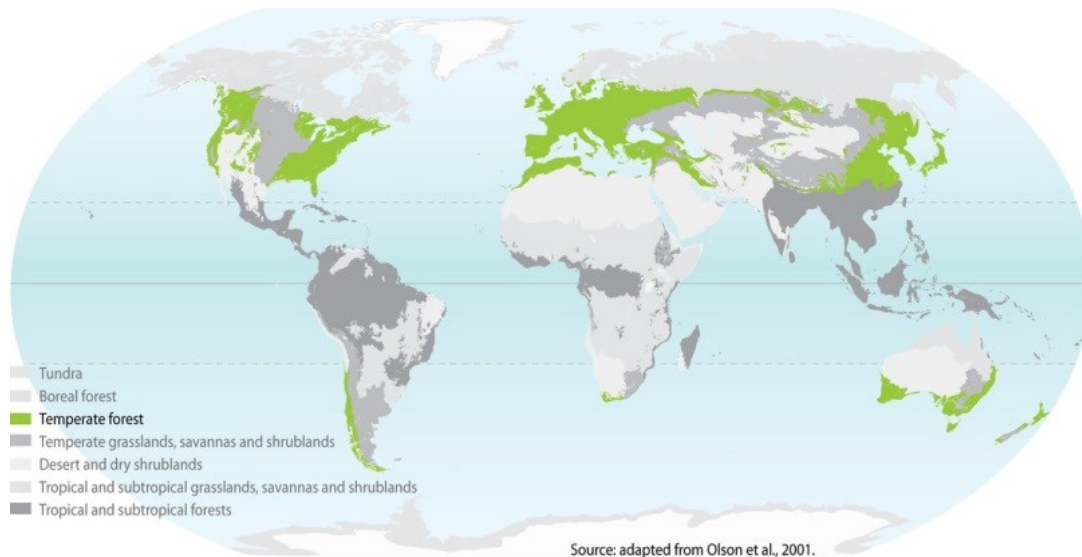 Tundra
Boreal forest
Temperate forest
Temperate grasslands, savannas and shrublands
Desert and dry shrublands
Tropical and subtropical grasslands, savannas and shrublands
Tropical and subtropical forests
Source: adapted from Olson et al., 2001.